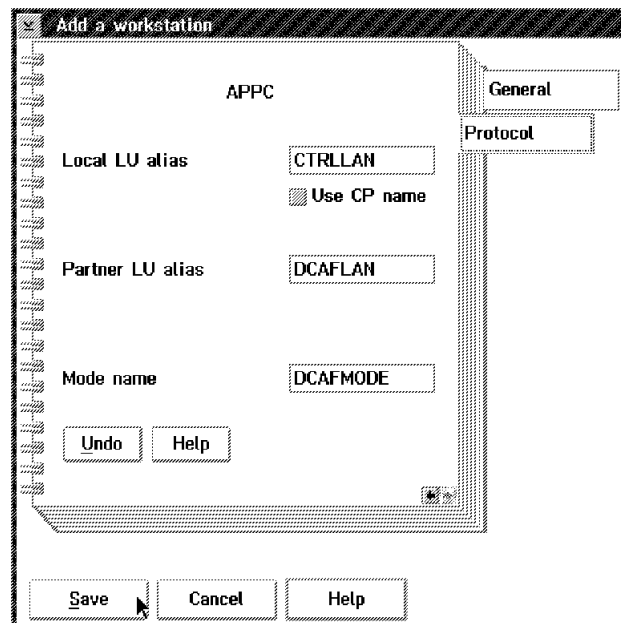 Add a workstation
APPC
General
Protocol
Local LU alias
CTRLLAN
Use CP name
Partner LU alias
DCAFLAN
Mode name
DCAFMODE
Undo
Help
Save
Cancel
Help